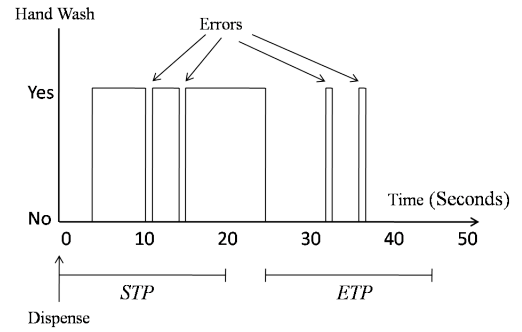 Hand Wash
Errors
Yes
No
Time (Seconds)
0 10 20 30 40 50
STP ETP
Dispense